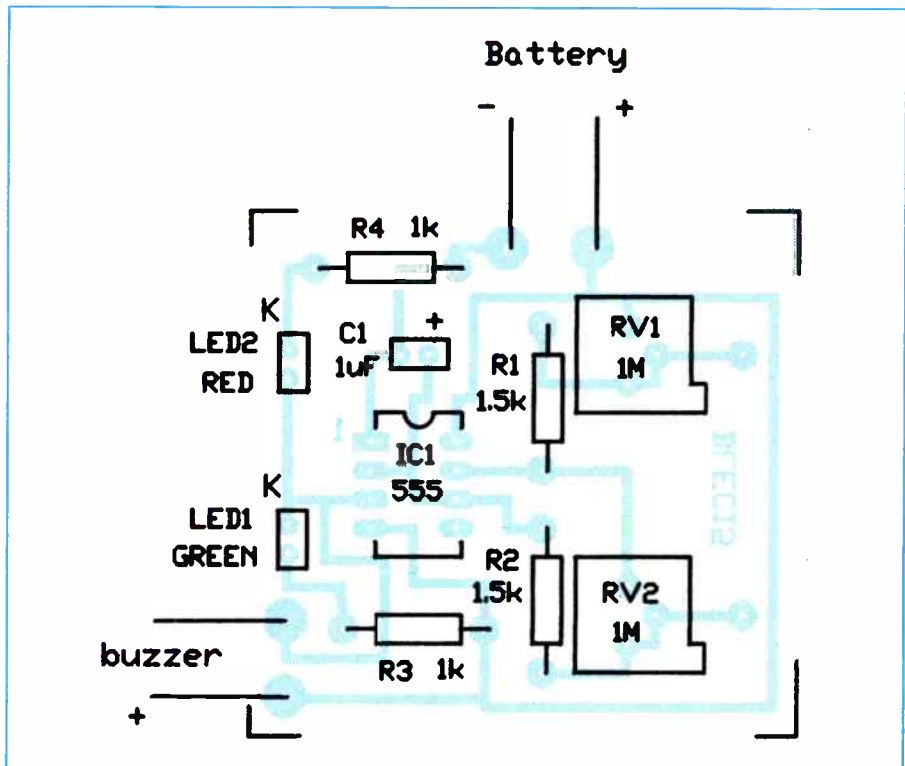 Battery
- +
R4 1k
K
LED2
RED
C1
1uF
+
RV1
1M
R1
1.5k
1
IC1
555
K
LED1
GREEN
R2
1.5k
RV2
1M
buzzer
+
R3 1k